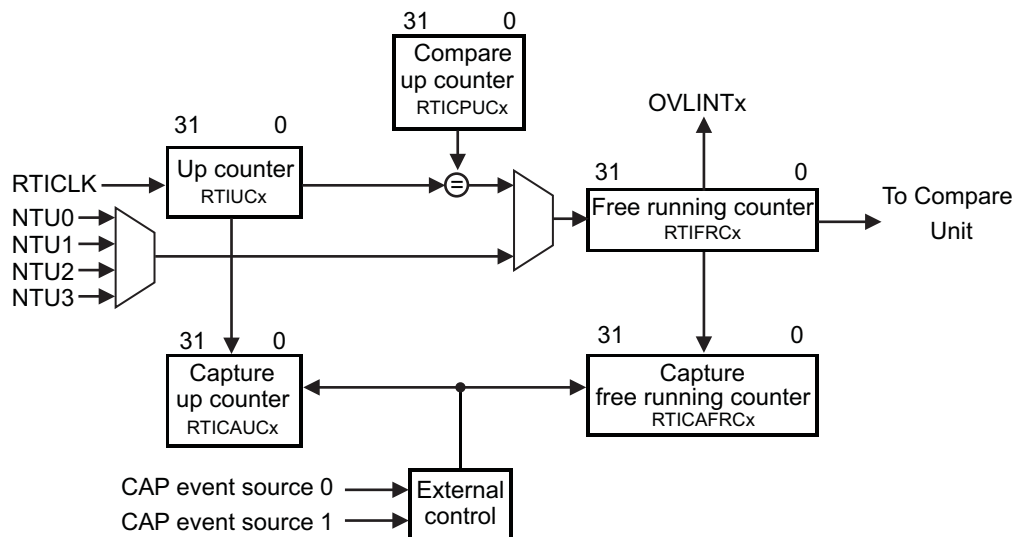 31 0
Compare
up counter
RTICPUCx
OVLINTx
31 0
Up counter
RTIUCx
RTICLK
NTU0
NTU1
NTU2
NTU3
=
31 0
Free running counter
RTIFRCx
To Compare
Unit
31 0
Capture
up counter
RTICAUCx
31 0
Capture
free running counter
RTICAFRCx
CAP event source 0
CAP event source 1
External
control